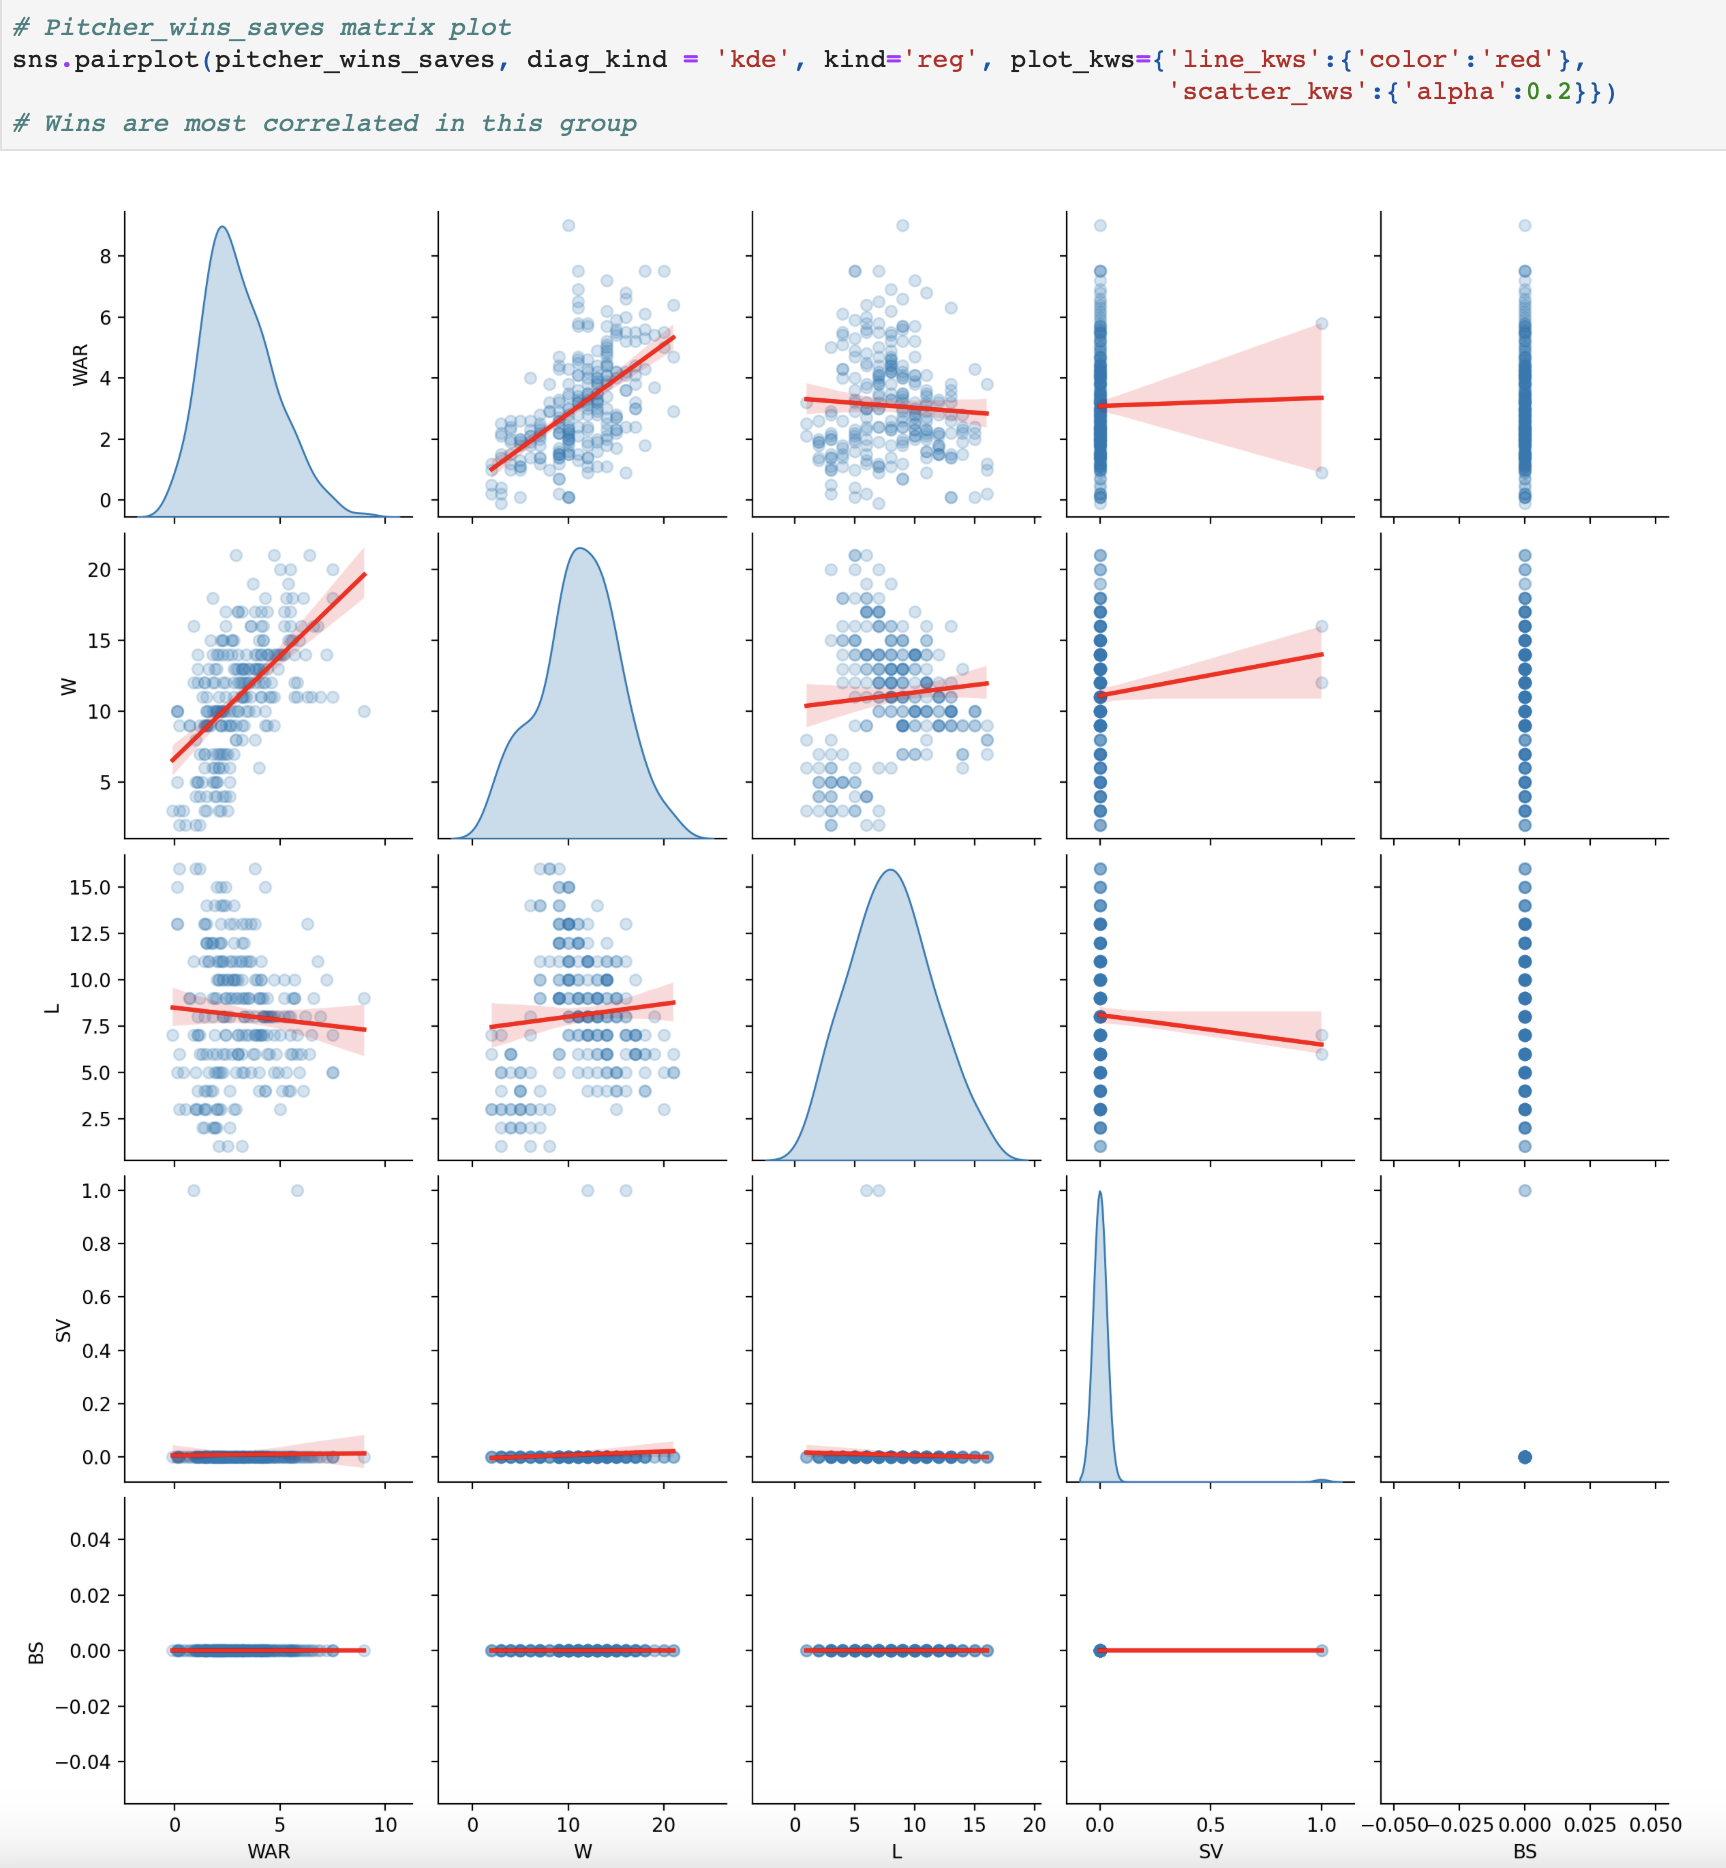 # Pitcher_wins_saves matrix plot
sns.pairplot(pitcher_wins_saves, diag_kind = 'kde', kind='reg', plot_kws={'line_kws':{'color':'red'},
'scatter_kws':{'alpha':0.2}})
# Wins are most correlated in this group
8
6
4
2
0
WAR
20
15
10
5
W
15.0
12.5
10.0
7.5
5.0
2.5
L
1.0
0.8
0.6
0.4
0.2
0.0
SV
0.04
0.02
0.00
−0.02
−0.04
BS
0 5 10
0 10 20
0 5 10 15 20
0.0 0.5 1.0
−0.050 −0.025 0.000 0.025 0.050
WAR
W
L
SV
BS